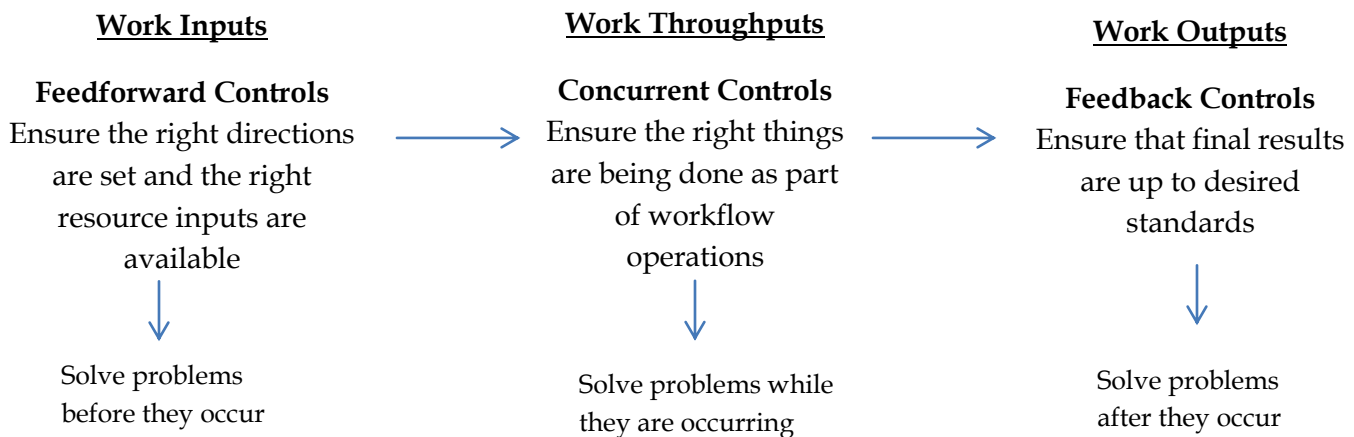 Work Inputs
Feedforward Controls
Ensure the right directions
are set and the right
resource inputs are
available
Solve problems
before they occur
Work Throughputs
Concurrent Controls
Ensure the right things
are being done as part
of workflow
operations
Solve problems while
they are occurring
Work Outputs
Feedback Controls
Ensure that final results
are up to desired
standards
Solve problems
after they occur